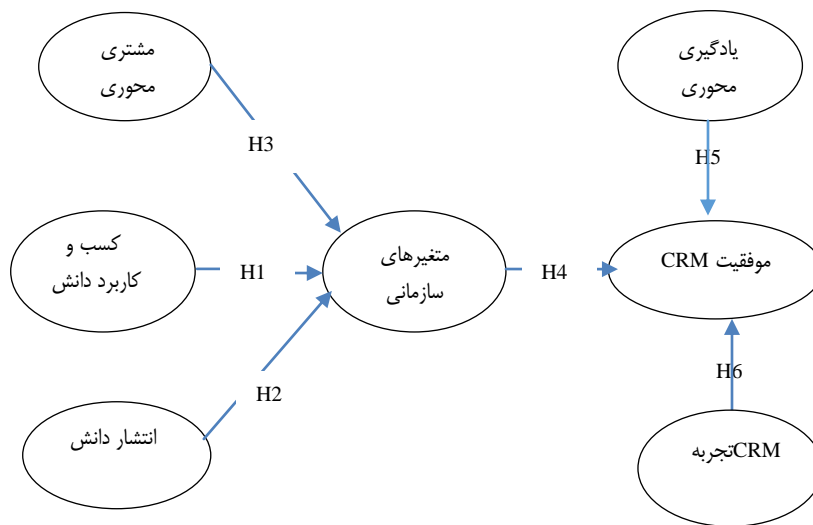 مشتری
محوری
یادگیری
محوری
H3
H5
کسب و
کاربرد دانش
H1
متغیرهای
سازمانی
H4
موفقیت CRM
H2
H6
انتشار دانش
CRMتجربه